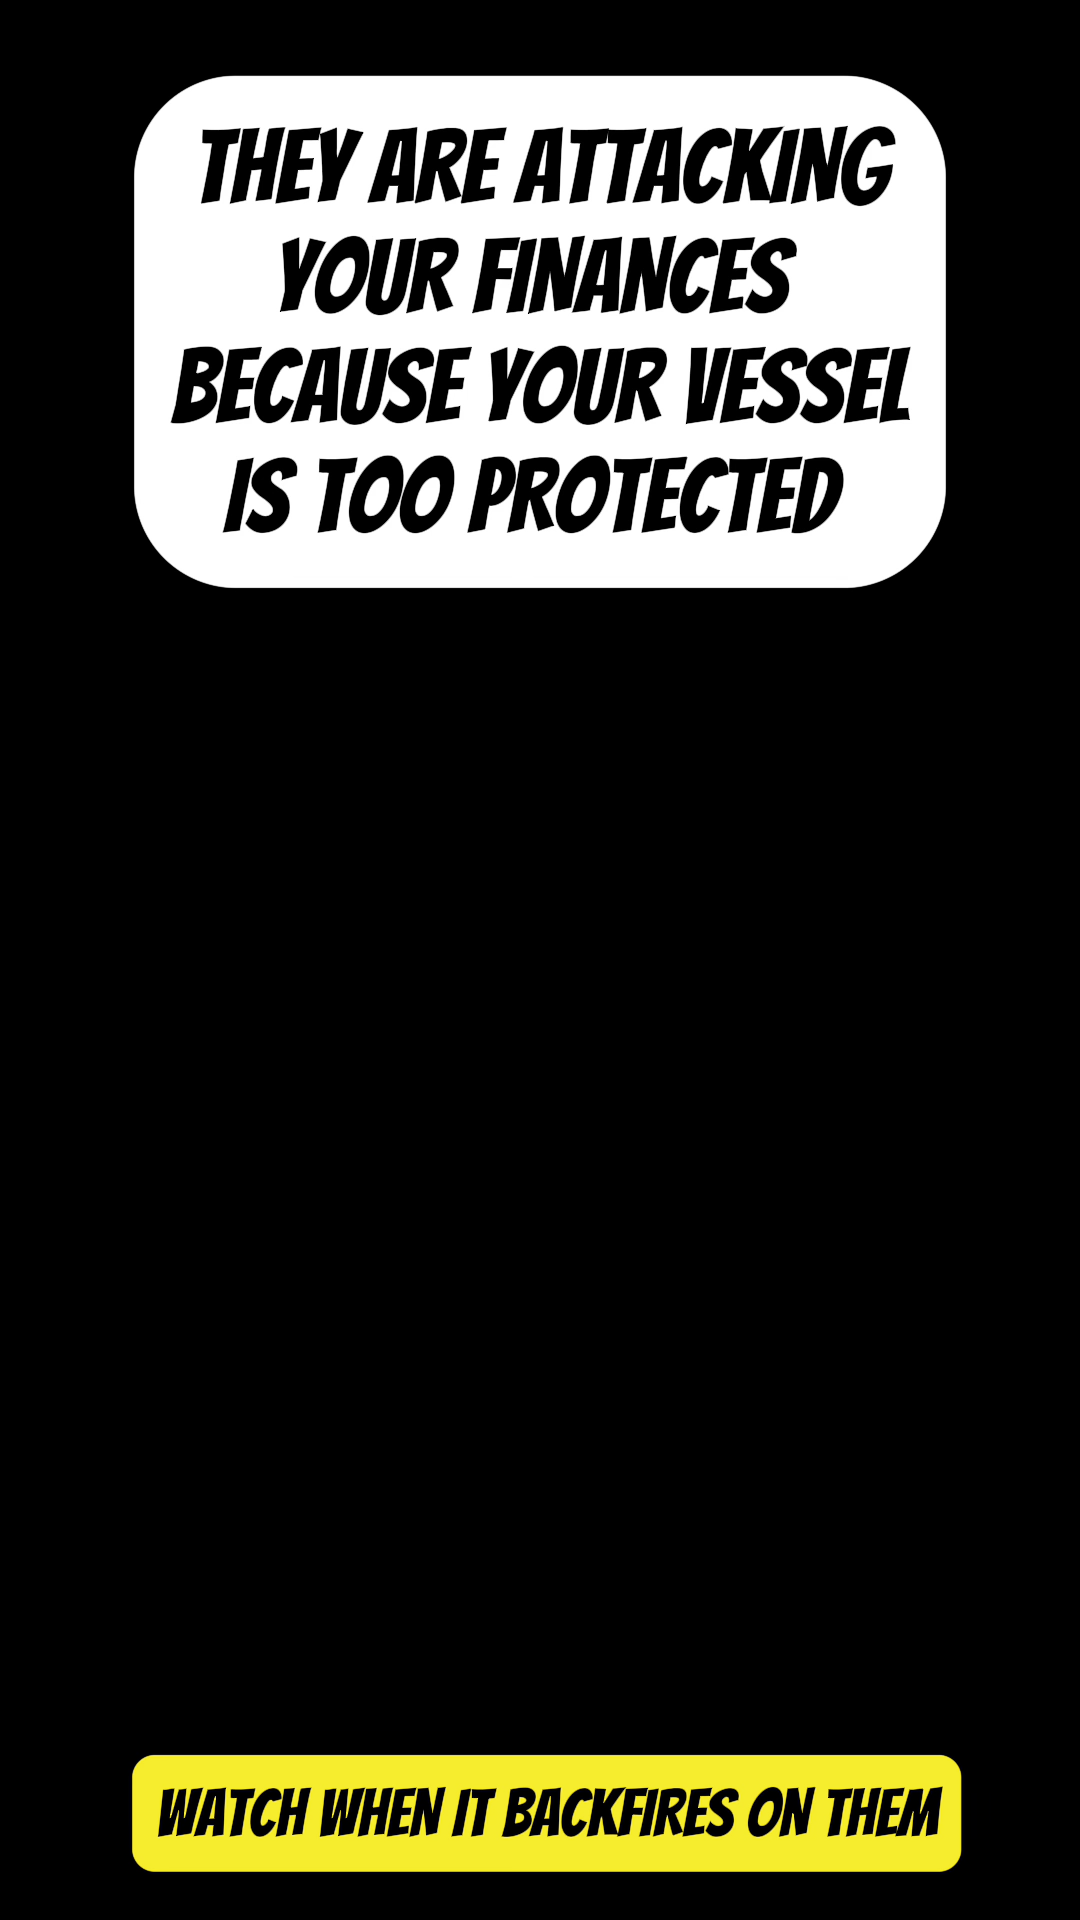 THEY ARE ATTACKING
YOUR FINANCES
BECAUSE YOUR VESSEL
IS TOO PROTECTED
WATCH WHEN IT BACKFIRES ON THEM